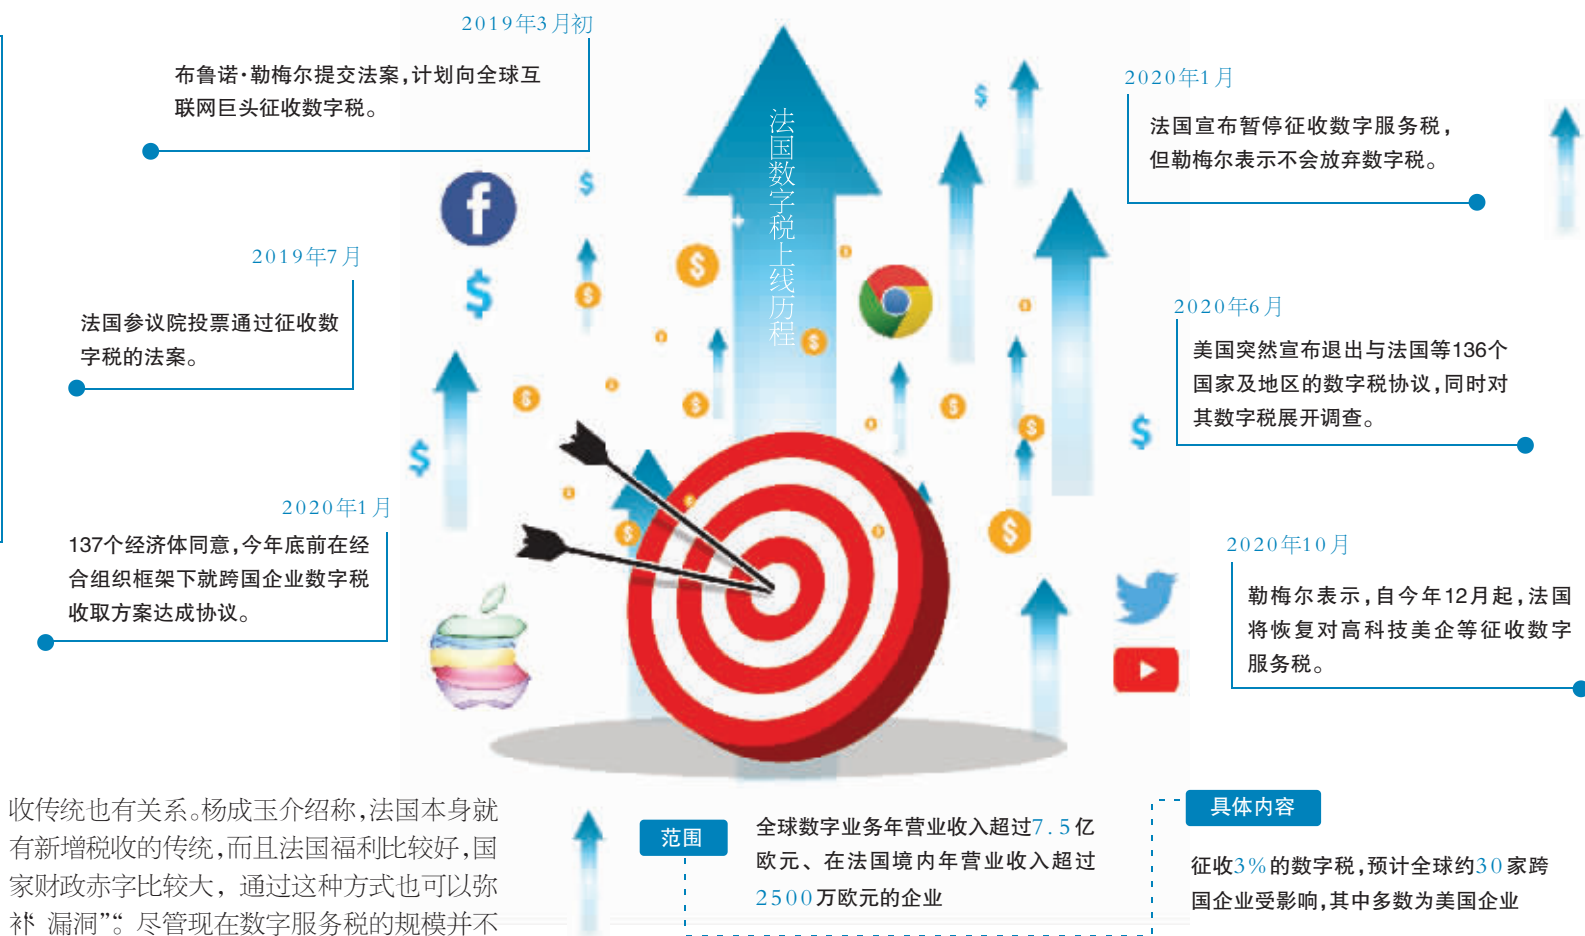 2019年3月初
布鲁诺·勒梅尔提交法案,计划向全球互
联网巨头征收数字税。
2019年7月
法国参议院投票通过征收数
字税的法案。
2020年1月
137个经济体同意,今年底前在经
合组织框架下就跨国企业数字税
收取方案达成协议。
法国数字税上线历程
2020年1月
法国宣布暂停征收数字服务税,
但勒梅尔表示不会放弃数字税。
2020年6月
美国突然宣布退出与法国等136个
国家及地区的数字税协议,同时对
其数字税展开调查。
2020年10月
勒梅尔表示,自今年12月起,法国
将恢复对高科技美企等征收数字
服务税。
收传统也有关系。杨成玉介绍称,法国本身就
有新增税收的传统,而且法国福利比较好,国
家财政赤字比较大,通过这种方式也可以弥
补“漏洞”。“尽管现在数字服务税的规模并不
范围
全球数字业务年营业收入超过7.5亿
欧元、在法国境内年营业收入超过
2500万欧元的企业
具体内容
征收3%的数字税,预计全球约30家跨
国企业受影响,其中多数为美国企业